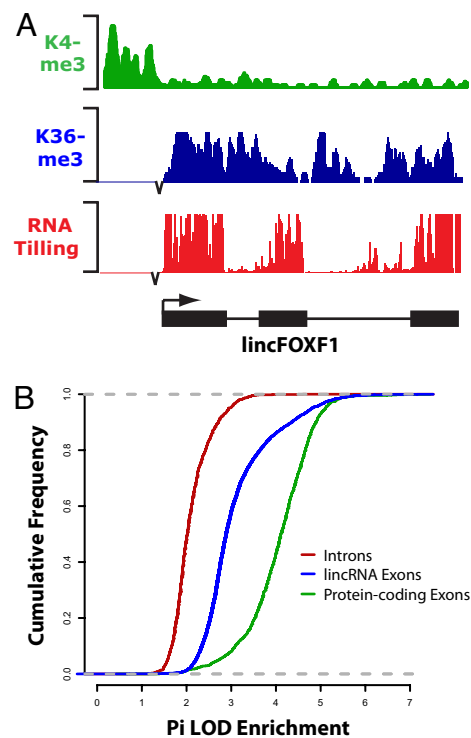 A
K4-
me3
K36-
me3
RNA
Tilling
lincFOXF1
B
Cumulative Frequency
1.0
0.8
0.6
0.4
0.2
0.0
Introns
lincRNA Exons
Protein-coding Exons
0 1 2 3 4 5 6 7
Pi LOD Enrichment